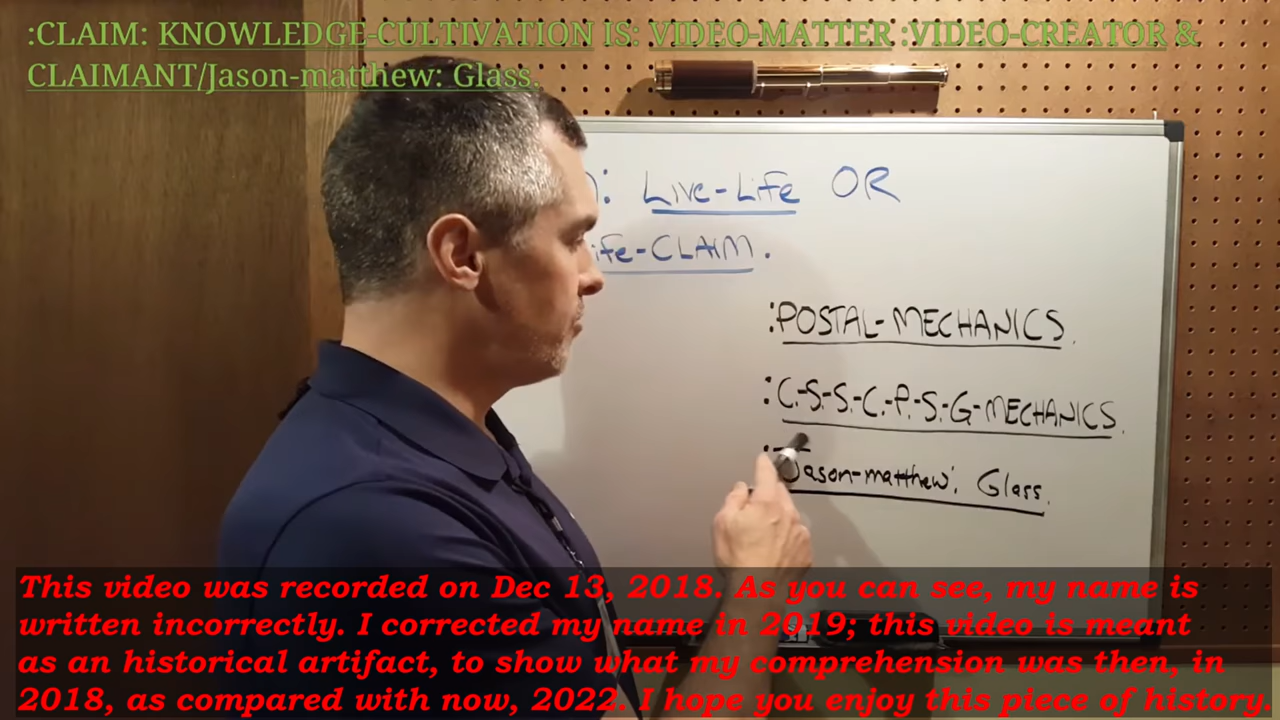 :CLAIM: KNOWLEDGE-CULTIVATION IS: VIDEO-MATTER :VIDEO-CREATOR &
CLAIMANT/Jason-matthew: Glass.
: Live-Life OR
ife-CLAIM.
:POSTAL-MECHANICS.
:C.-S.-S.-C.-P.-S.-G-MECHANICS.
:Jason-matthew: Glass.
This video was recorded on Dec 13, 2018. As you can see, my name is
written incorrectly. I corrected my name in 2019; this video is meant
as an historical artifact, to show what my comprehension was then, in
2018, as compared with now, 2022. I hope you enjoy this piece of history.